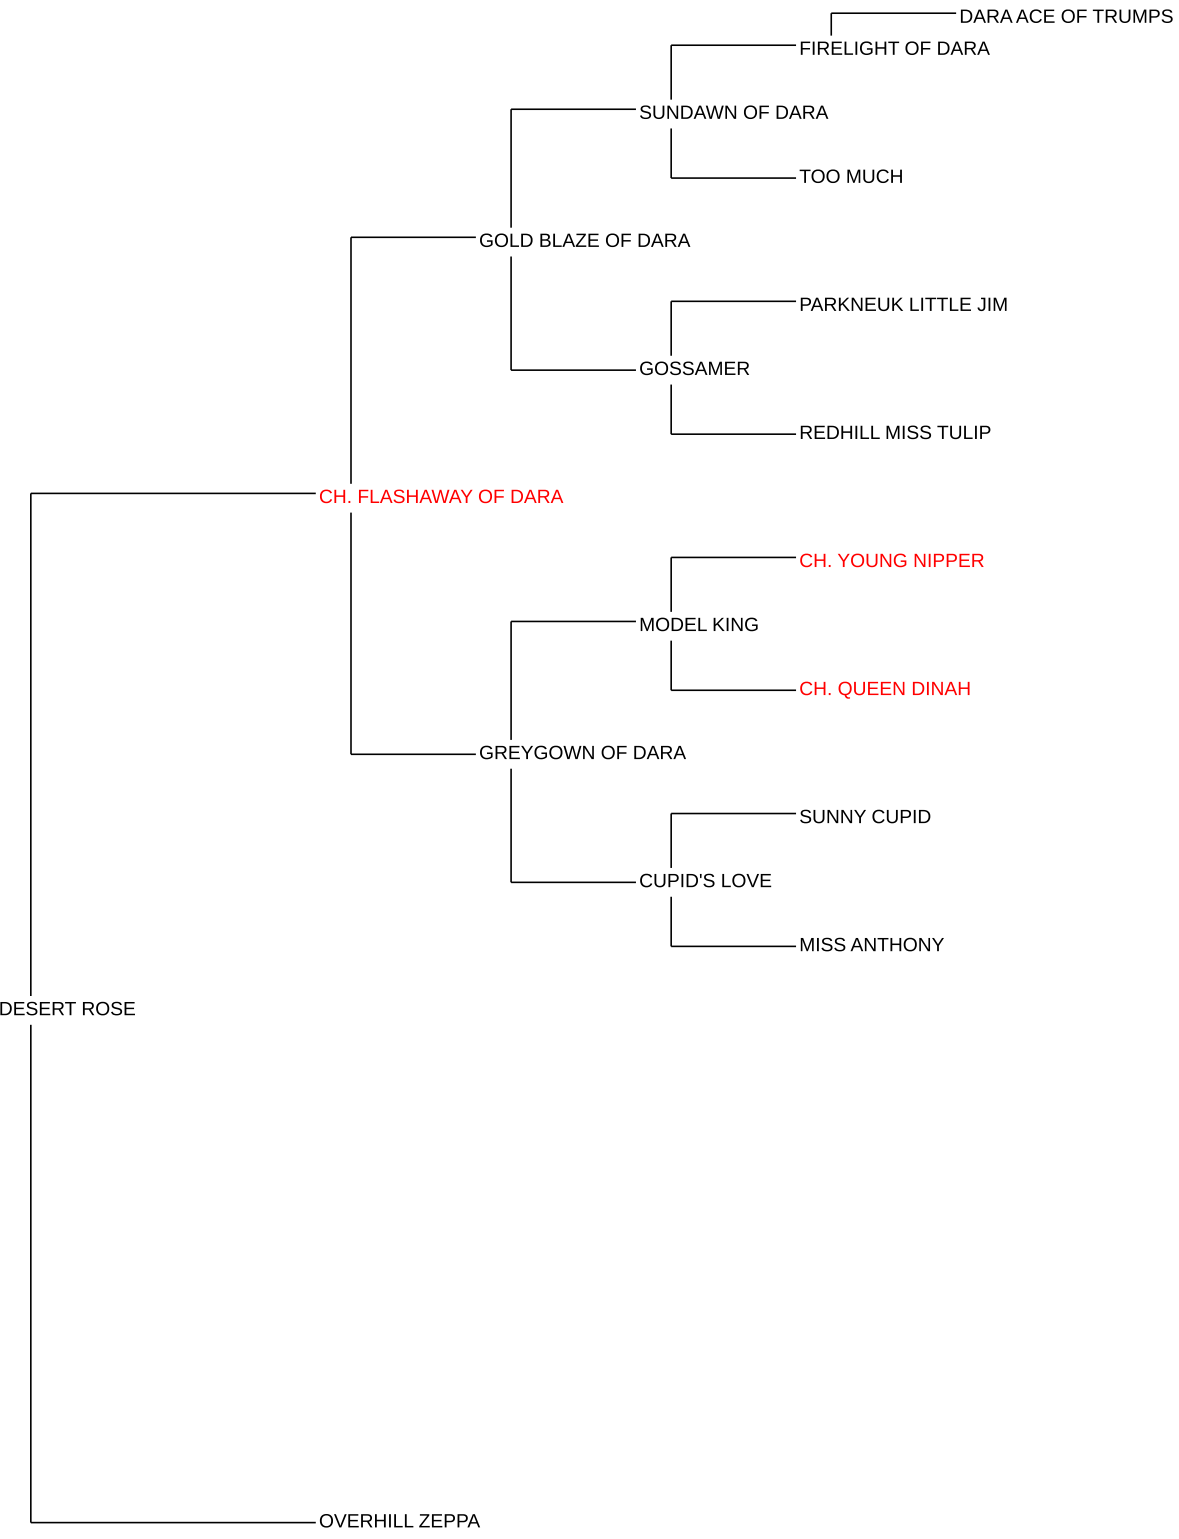 DARA ACE OF TRUMPS
FIRELIGHT OF DARA
SUNDAWN OF DARA
TOO MUCH
GOLD BLAZE OF DARA
PARKNEUK LITTLE JIM
GOSSAMER
REDHILL MISS TULIP
CH. FLASHAWAY OF DARA
CH. YOUNG NIPPER
MODEL KING
CH. QUEEN DINAH
GREYGOWN OF DARA
SUNNY CUPID
CUPID'S LOVE
MISS ANTHONY
DESERT ROSE
OVERHILL ZEPPA